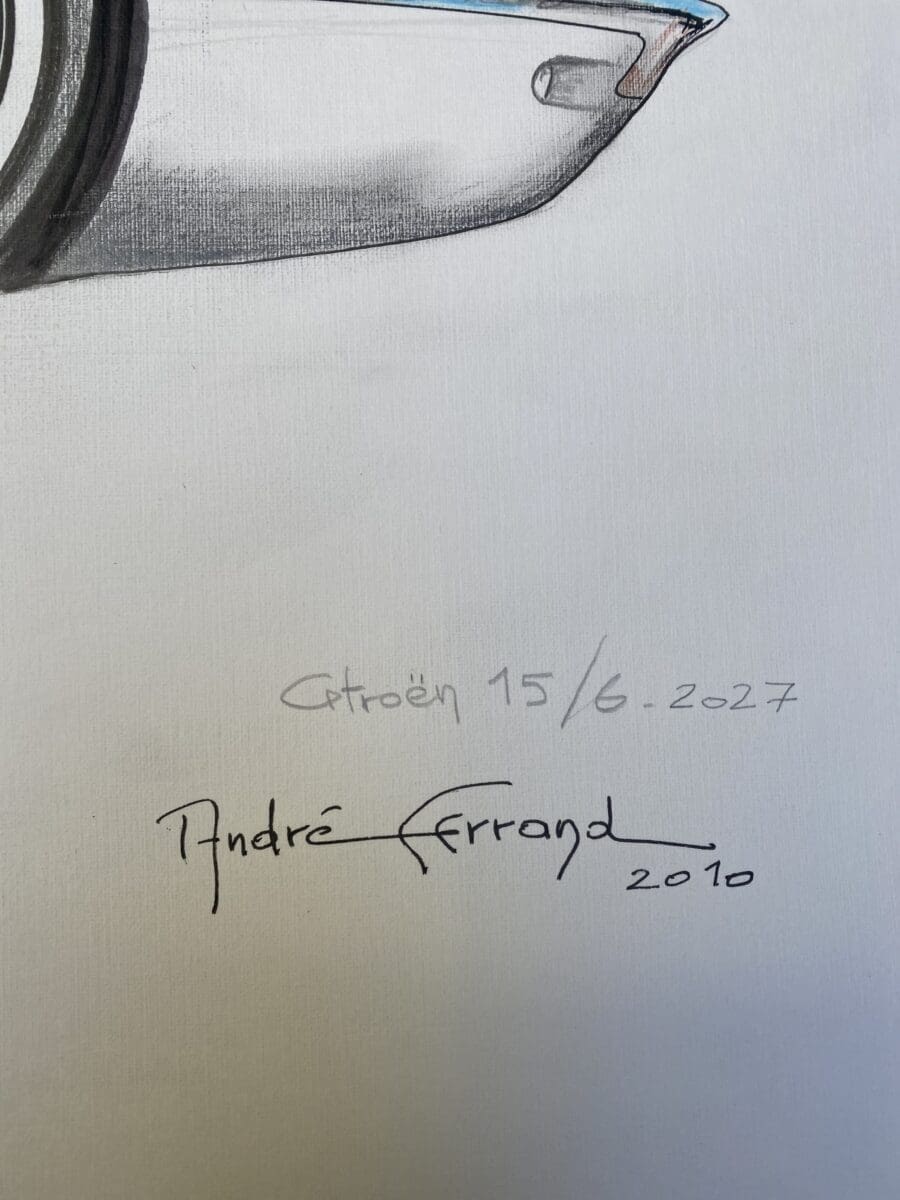 Citroën 15/6. 2027
André Ferrand
2010